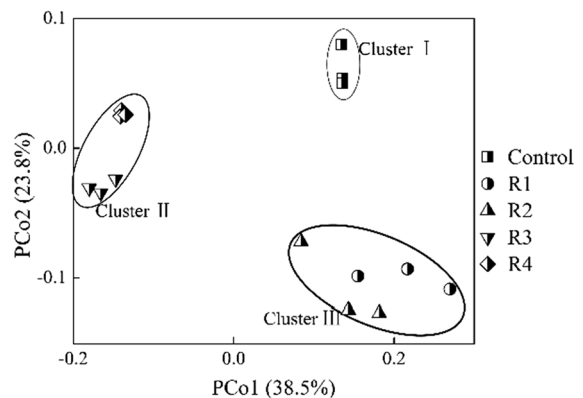 0.1
Cluster Ⅰ
0.0
Cluster Ⅱ
PCo2 (23.8%)
-0.1
Cluster Ⅲ
-0.2
0.0
0.2
PCo1 (38.5%)
Control
R1
R2
R3
R4